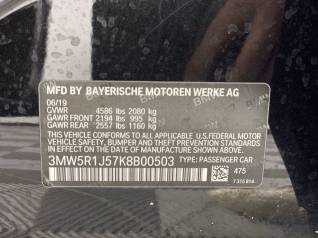 MFD BY BAYERISCHE MOTOREN WERKE AG
06/19
GVWR 4586 lbs 2080 kg
GAWR FRONT 2194 lbs 995 kg
GAWR REAR 2557 lbs 1160 kg
THIS VEHICLE CONFORMS TO ALL APPLICABLE U.S. FEDERAL MOTOR
VEHICLE SAFETY, BUMPER AND THEFT PREVENTION STANDARDS
IN EFFECT ON THE DATE OF MANUFACTURE SHOWN ABOVE.
3MW5R1J57K8B00503 TYPE: PASSENGER CAR
475